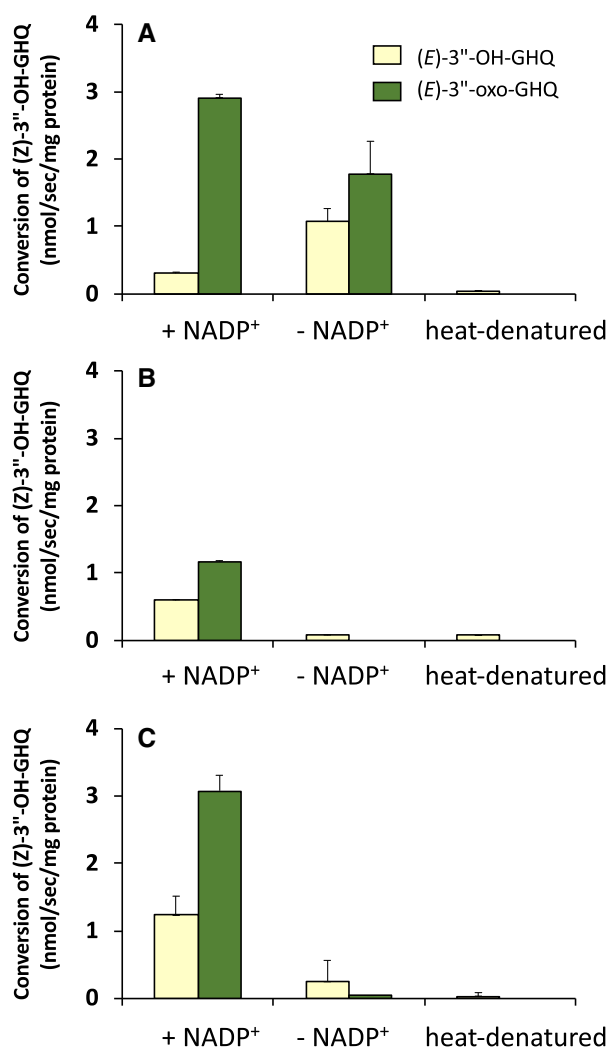 A
(E)-3"-OH-GHQ
(E)-3"-oxo-GHQ
Conversion of (Z)-3"-OH-GHQ
(nmol/sec/mg protein)
4
3
2
1
0
+ NADP⁺ - NADP⁺ heat-denatured
B
Conversion of (Z)-3"-OH-GHQ
(nmol/sec/mg protein)
4
3
2
1
0
+ NADP⁺ - NADP⁺ heat-denatured
C
Conversion of (Z)-3"-OH-GHQ
(nmol/sec/mg protein)
4
3
2
1
0
+ NADP⁺ - NADP⁺ heat-denatured